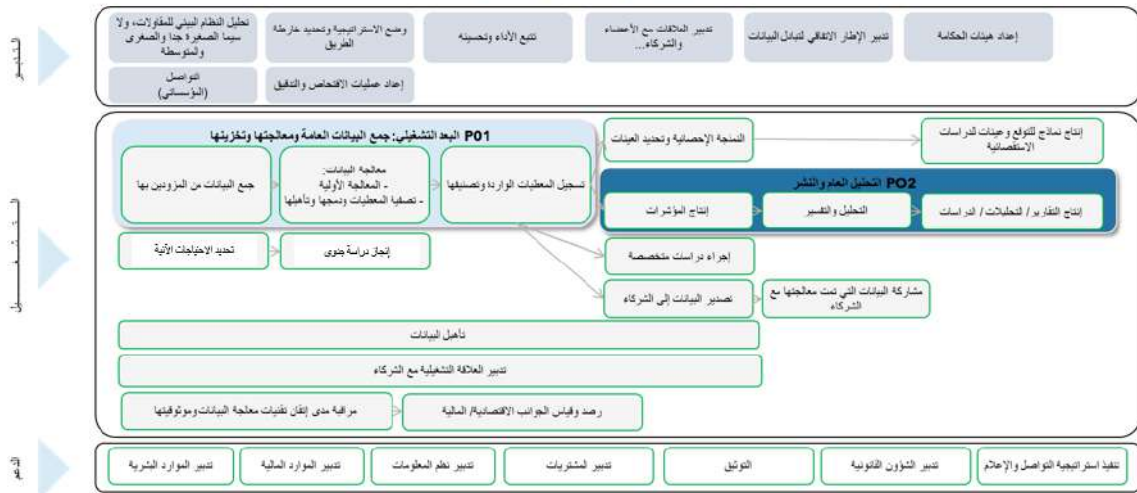 التدبير
إعداد هيئات الحكامة
تدبير الإطار الاتفاقي لتبادل البيانات
تدبير العلاقات مع الأعضاء
والشركاء...
تتبع الأداء وتحسينه
وضع الاستراتيجية وتحديد خارطة
الطريق
تحليل النظام البيئي للمقاولات، ولا
سيما الصغيرة جدا والصغرى
والمتوسطة
إعداد عمليات الافتحاص والتدقيق
التواصل
(المؤسساتي)
التشغيل
P01 البعد التشغيلي: جمع البيانات العامة ومعالجتها وتخزينها
جمع البيانات من المزودين بها
معالجة البيانات:
- المعالجة الأولية
- تصفيا المعطيات ودمجها وتأهيلها
تسجيل المعطيات الواردة وتصنيفها
النمذجة الإحصائية وتحديد العينات
إنتاج نماذج للتوقع وعينات للدراسات
الاستقصائية
PO2 التحليل العام والنشر
إنتاج المؤشرات
التحليل والتفسير
إنتاج التقارير / التحليلات / الدراسات
تحديد الاحتياجات الآتية
إنجاز دراسة جدوى
إجراء دراسات متخصصة
تصدير البيانات إلى الشركاء
مشاركة البيانات التي تمت معالجتها مع
الشركاء
تأهيل البيانات
تدبير العلاقة التشغيلية مع الشركاء
مراقبة مدى إتقان تقنيات معالجة البيانات وموثوقيتها
رصد وقياس الجوانب الاقتصادية/ المالية
الدعم
تنفيذ استراتيجية التواصل والإعلام
تدبير الشؤون القانونية
التوثيق
تدبير المشتريات
تدبير نظم المعلومات
تدبير الموارد المالية
تدبير الموارد البشرية